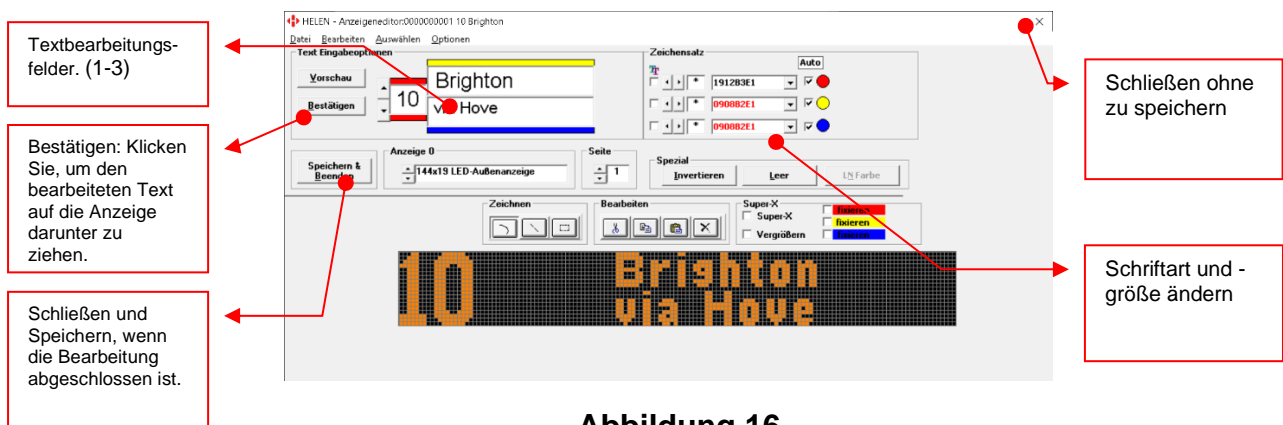 HELEN - Anzeigeneditor:0000000001 10 Brighton
Datei Bearbeiten Auswählen Optionen
Textbearbeitungs-
felder. (1-3)
Bestätigen: Klicken
Sie, um den
bearbeiteten Text
auf die Anzeige
darunter zu
ziehen.
Schließen und
Speichern, wenn
die Bearbeitung
abgeschlossen ist.
Text Eingabeoptionen
Vorschau
Bestätigen
10
Brighton
via Hove
Zeichensatz
Auto
* 1912B3E1
* 0908B2E1
* 0908B2E1
Speichern &
Beenden
Anzeige 0
144x19 LED-Außenanzeige
Seite
1
Spezial
Invertieren
Leer
LN Farbe
Zeichnen
Bearbeiten
Super-X
Super-X
Vergrößern
fixieren
fixieren
fixieren
10 Brighton
via Hove
Schließen ohne
zu speichern
Schriftart und -
größe ändern
Abbildung 16